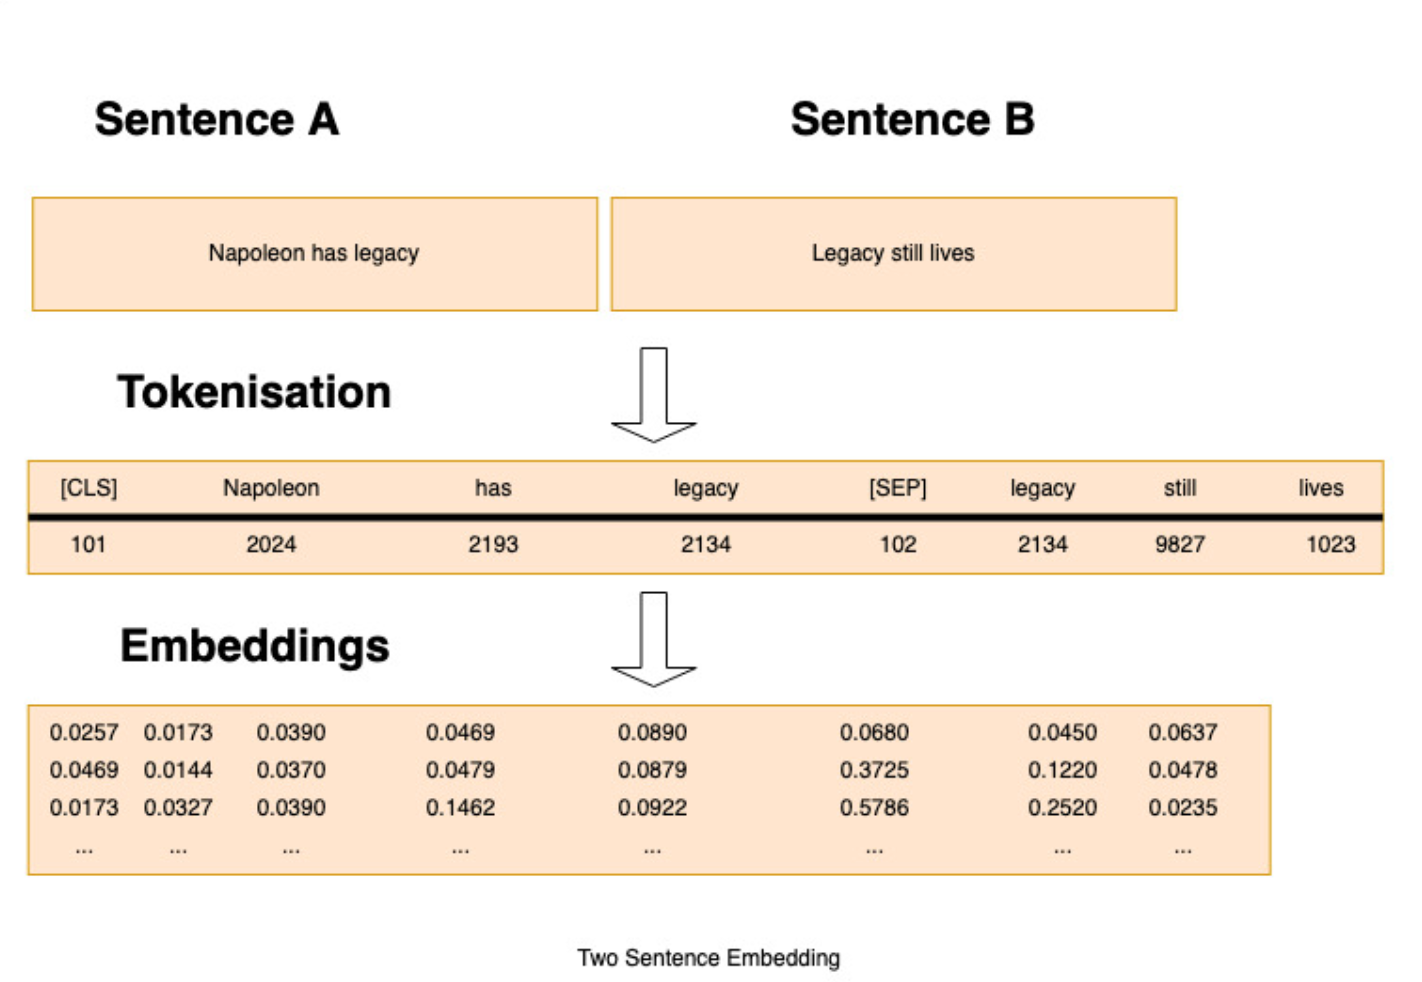 Sentence A Sentence B
Napoleon has legacy Legacy still lives
Tokenisation
[CLS] Napoleon has legacy [SEP] legacy still lives
101 2024 2193 2134 102 2134 9827 1023
Embeddings
0.0257 0.0173 0.0390 0.0469 0.0890 0.0680 0.0450 0.0637
0.0469 0.0144 0.0370 0.0479 0.0879 0.3725 0.1220 0.0478
0.0173 0.0327 0.0390 0.1462 0.0922 0.5786 0.2520 0.0235
... ... ... ... ... ... ... ...
Two Sentence Embedding